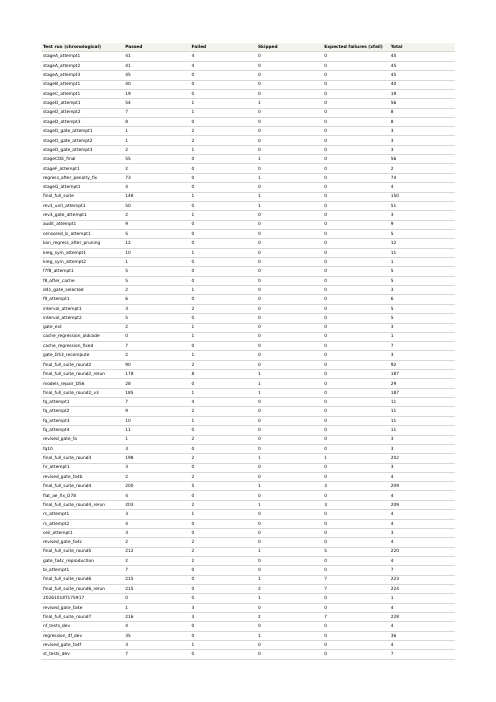 Test run (chronological) Passed Failed Skipped Expected failures (xfail) Total
stageA_attempt1 41 4 0 0 45
stageA_attempt2 41 4 0 0 45
stageA_attempt3 45 0 0 0 45
stageB_attempt1 40 0 0 0 40
stageC_attempt1 19 0 0 0 19
stageD_attempt1 54 1 1 0 56
stageD_attempt2 7 1 0 0 8
stageD_attempt3 8 0 0 0 8
stageD_gate_attempt1 1 2 0 0 3
stageD_gate_attempt2 1 2 0 0 3
stageD_gate_attempt3 2 1 0 0 3
stageCDE_final 55 0 1 0 56
stageF_attempt1 2 0 0 0 2
regress_after_penalty_fix 73 0 1 0 74
stageG_attempt1 4 0 0 0 4
final_full_suite 148 1 1 0 150
rev3_unit_attempt1 50 0 1 0 51
rev3_gate_attempt1 2 1 0 0 3
audit_attempt1 9 0 0 0 9
censored_ls_attempt1 5 0 0 0 5
kan_regress_after_pruning 12 0 0 0 12
kreg_sym_attempt1 10 1 0 0 11
kreg_sym_attempt2 1 0 0 0 1
f7f8_attempt1 5 0 0 0 5
f8_after_cache 5 0 0 0 5
d41_gate_selected 2 1 0 0 3
f9_attempt1 6 0 0 0 6
interval_attempt1 3 2 0 0 5
interval_attempt2 5 0 0 0 5
gate_ext 2 1 0 0 3
cache_regression_oldcode 0 1 0 0 1
cache_regression_fixed 7 0 0 0 7
gate_D53_recompute 2 1 0 0 3
final_full_suite_round2 90 2 0 0 92
final_full_suite_round2_rerun 178 8 1 0 187
models_repair_D56 28 0 1 0 29
final_full_suite_round2_v3 185 1 1 0 187
fq_attempt1 7 4 0 0 11
fq_attempt2 9 2 0 0 11
fq_attempt3 10 1 0 0 11
fq_attempt4 11 0 0 0 11
revised_gate_fs 1 2 0 0 3
fq10 3 0 0 0 3
final_full_suite_round3 198 2 1 1 202
hr_attempt1 3 0 0 0 3
revised_gate_fs4b 2 2 0 0 4
final_full_suite_round4 200 5 1 3 209
flat_ae_fix_D78 4 0 0 0 4
final_full_suite_round4_rerun 203 2 1 3 209
rs_attempt1 3 1 0 0 4
rs_attempt2 4 0 0 0 4
ceil_attempt1 3 0 0 0 3
revised_gate_fs4c 2 2 0 0 4
final_full_suite_round5 212 2 1 5 220
gate_fs4c_reproduction 2 2 0 0 4
bi_attempt1 7 0 0 0 7
final_full_suite_round6 215 0 1 7 223
final_full_suite_round6_rerun 215 0 2 7 224
20261018T175917 0 0 1 0 1
revised_gate_fs4e 1 3 0 0 4
final_full_suite_round7 216 3 2 7 228
nf_tests_dev 4 0 0 0 4
regression_4f_dev 35 0 1 0 36
revised_gate_fs4f 3 1 0 0 4
st_tests_dev 7 0 0 0 7